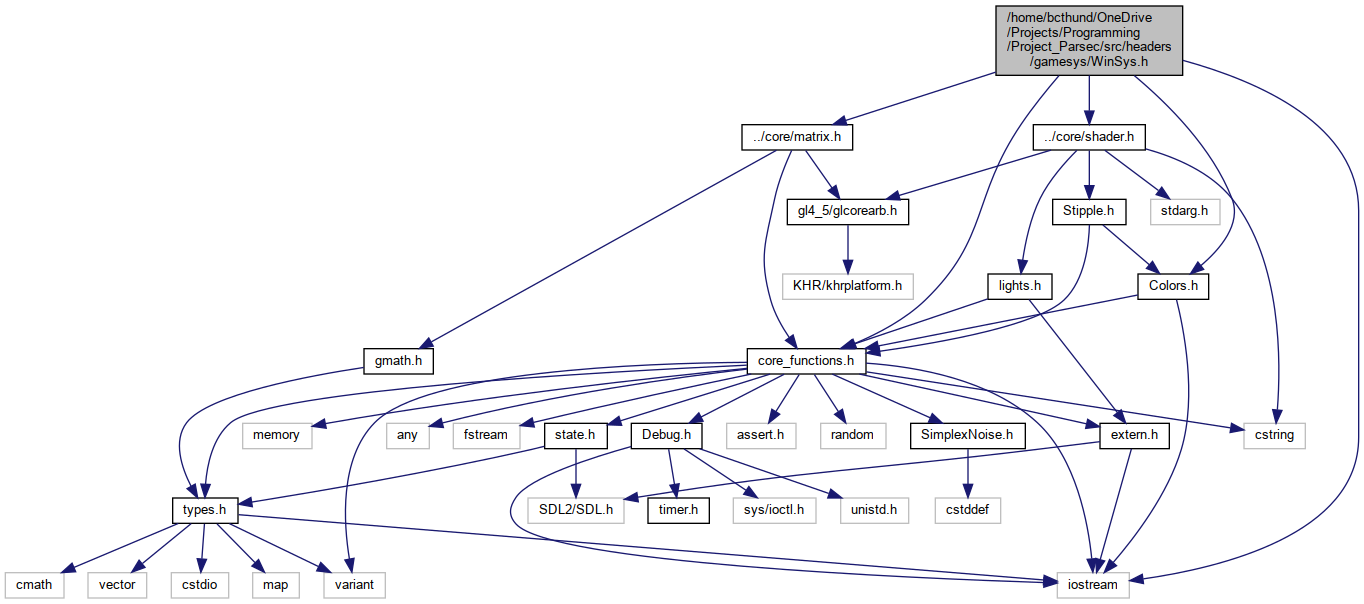 /home/bcthund/OneDrive
/Projects/Programming
/Project_Parsec/src/headers
/gamesys/WinSys.h
../core/matrix.h
../core/shader.h
gl4_5/glcorearb.h
Stipple.h
stdarg.h
KHR/khrplatform.h
lights.h
Colors.h
gmath.h
core_functions.h
memory
any
fstream
state.h
Debug.h
assert.h
random
SimplexNoise.h
extern.h
cstring
types.h
SDL2/SDL.h
timer.h
sys/ioctl.h
unistd.h
cstddef
cmath
vector
cstdio
map
variant
iostream